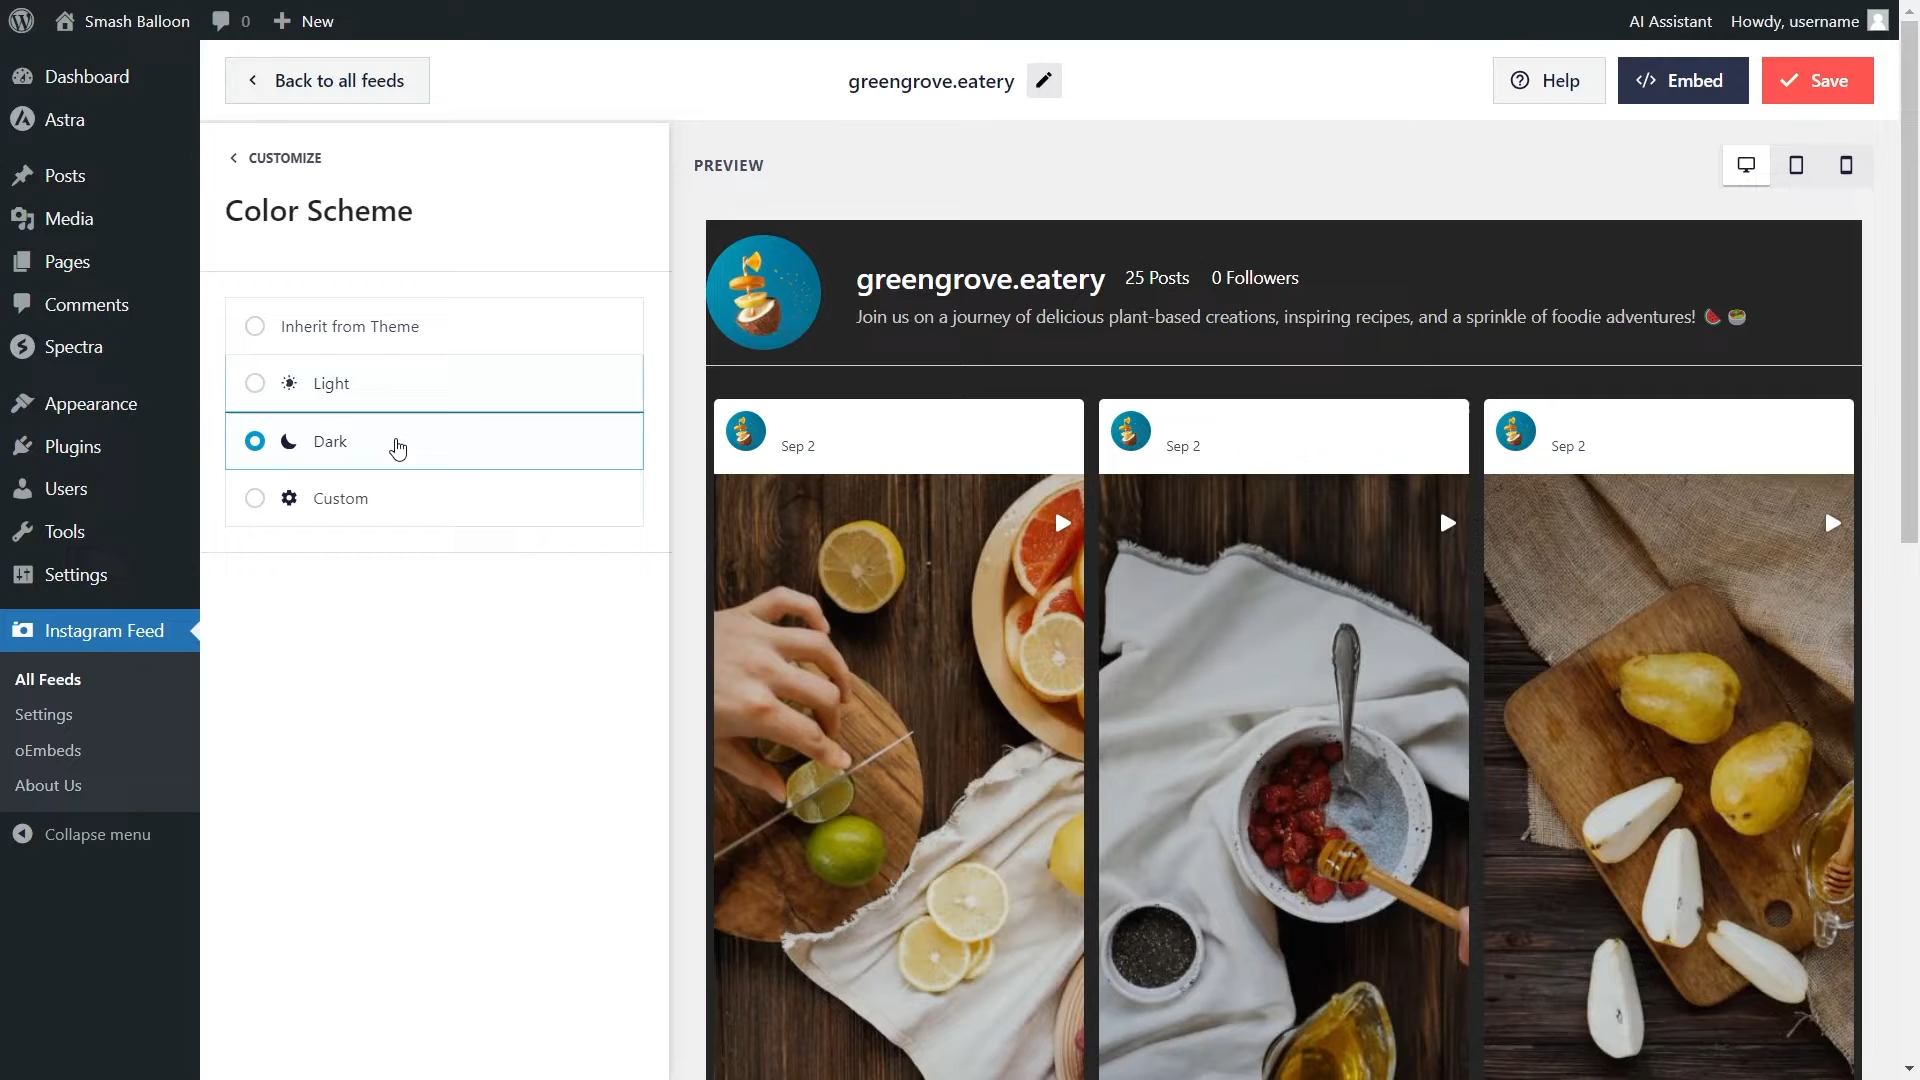 Smash Balloon 0 New AI Assistant Howdy, username
Dashboard
Astra
Posts
Media
Pages
Comments
Spectra
Appearance
Plugins
Users
Tools
Settings
Instagram Feed
All Feeds
Settings
oEmbeds
About Us
Collapse menu
Back to all feeds
greengrove.eatery
Help
Embed
Save
CUSTOMIZE
Color Scheme
Inherit from Theme
Light
Dark
Custom
PREVIEW
greengrove.eatery 25 Posts 0 Followers
Join us on a journey of delicious plant-based creations, inspiring recipes, and a sprinkle of foodie adventures! 🍉 🥗
Sep 2
Sep 2
Sep 2